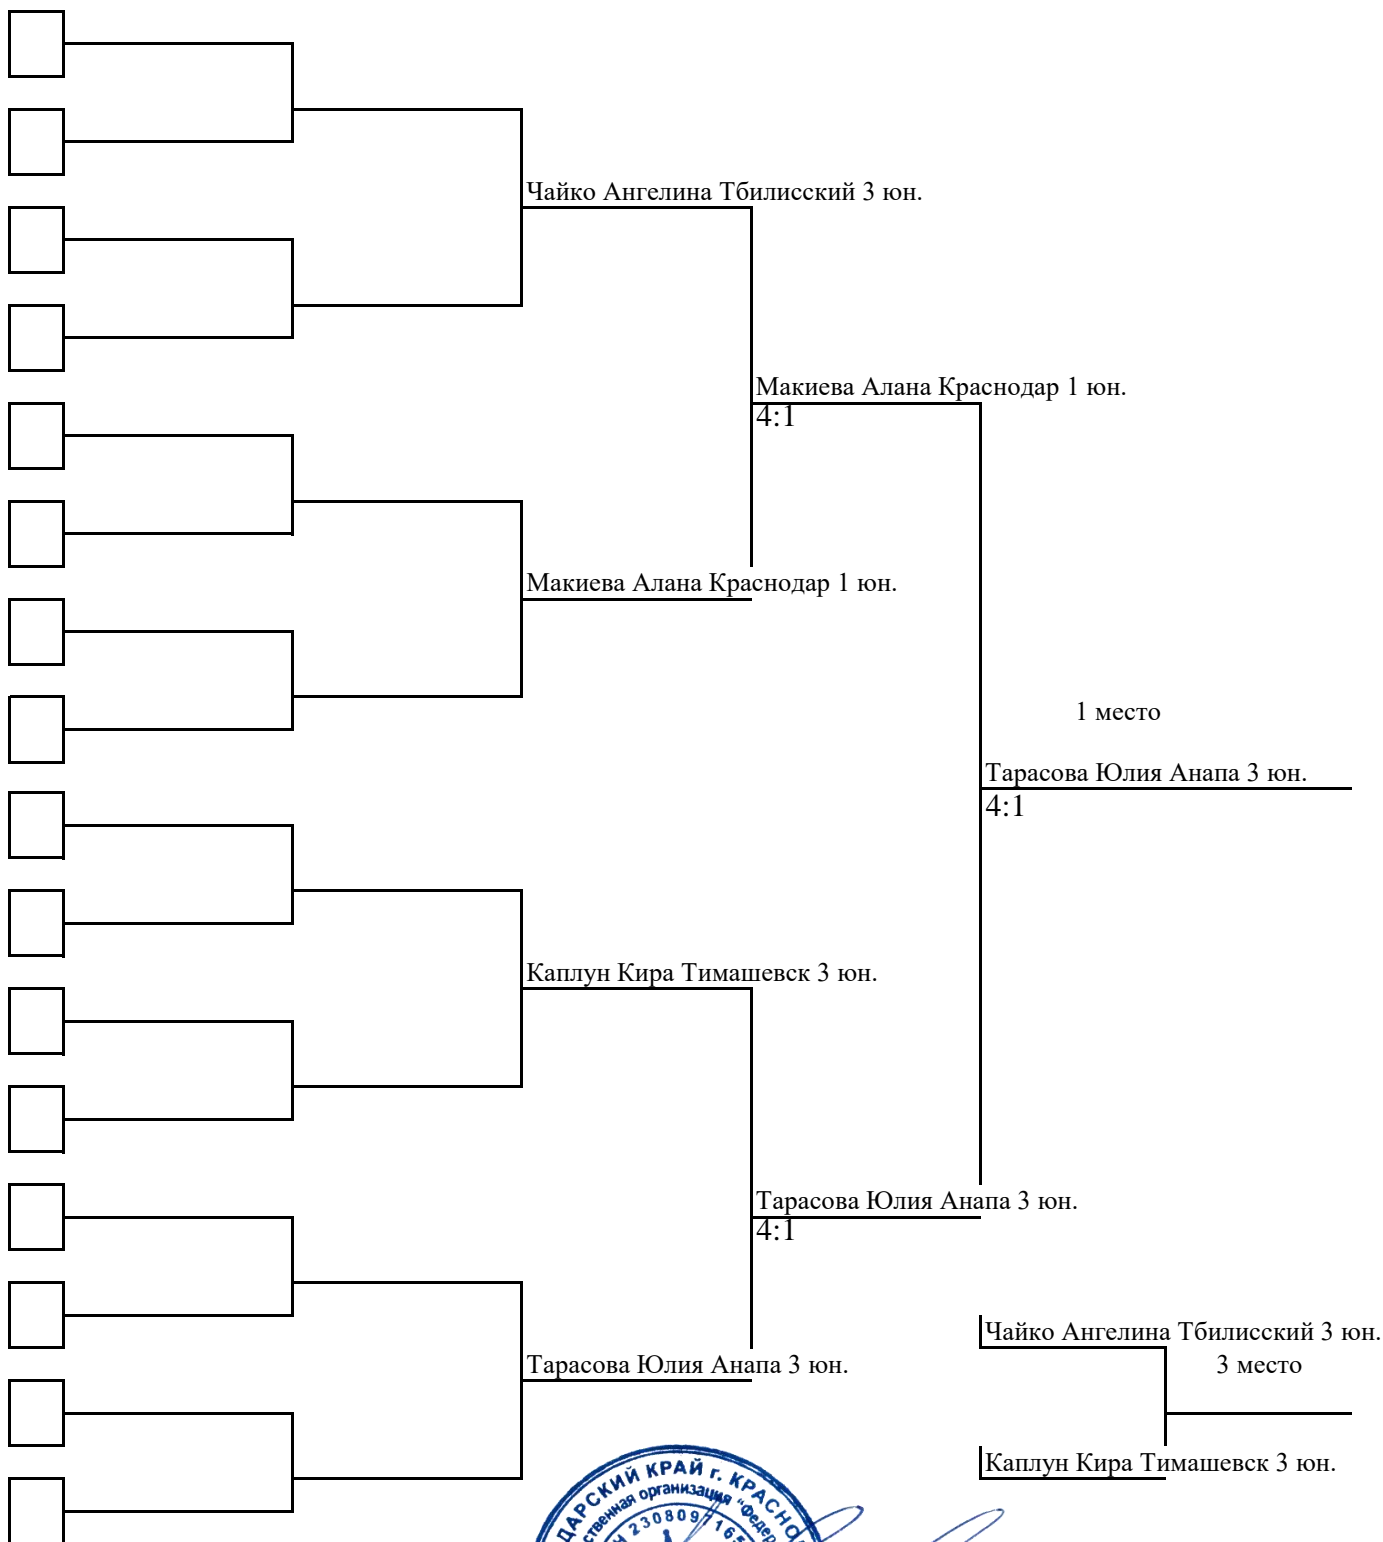 Чайко Ангелина Тбилисский 3 юн.
Макиева Алана Краснодар 1 юн.
4:1
Макиева Алана Краснодар 1 юн.
1 место
Тарасова Юлия Анапа 3 юн.
4:1
Каплун Кира Тимашевск 3 юн.
Тарасова Юлия Анапа 3 юн.
4:1
Чайко Ангелина Тбилисский 3 юн.
Тарасова Юлия Анапа 3 юн.
3 место
Каплун Кира Тимашевск 3 юн.
КРАЙ г.
организация